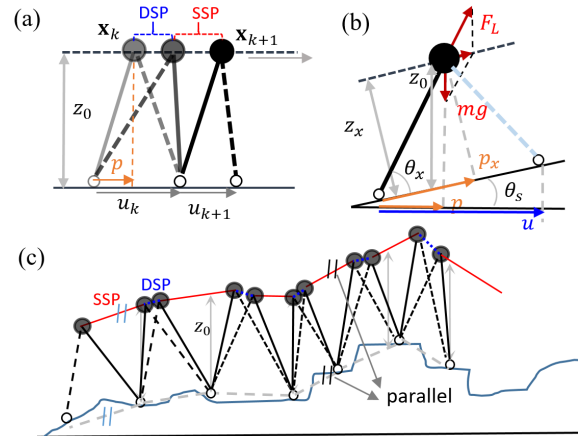 (a)
DSP SSP
x_k
x_{k+1}
z_0
p
u_k
u_{k+1}
(b)
F_L
z_0
mg
z_x
θ_x
p_x
θ_s
p
u
(c)
SSP
DSP
z_0
parallel